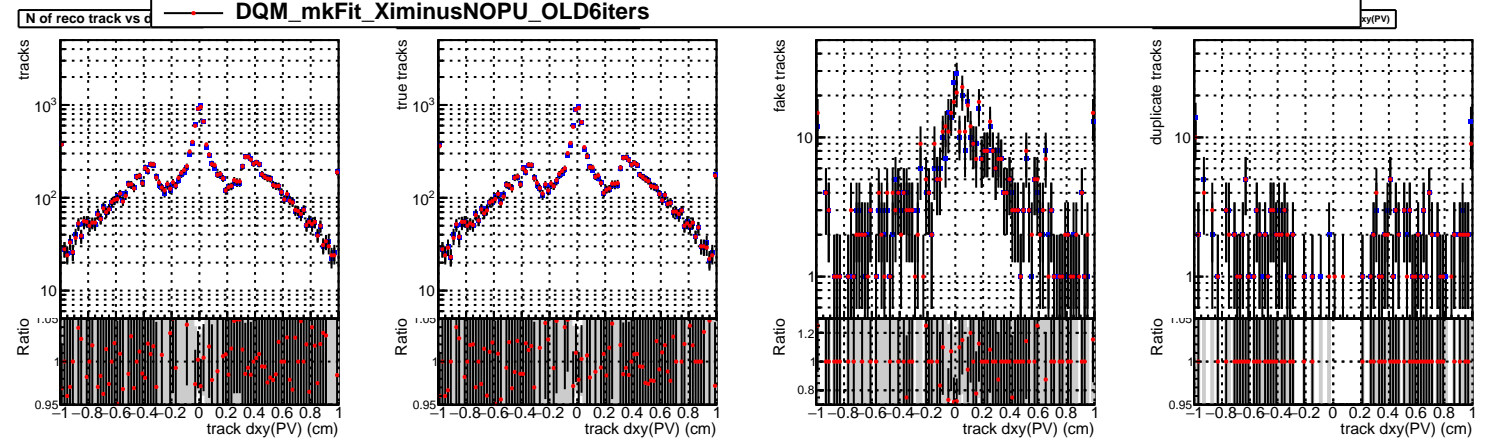 DQM_mkFit_XiminusNOPU_OLD6iters
N of reco track vs d
xy(PV)
tracks
10³
10²
10
Ratio
1.05
1
0.95
−1 −0.8 −0.6 −0.4 −0.2 0 0.2 0.4 0.6 0.8 1
track dxy(PV) (cm)
true tracks
10³
10²
10
Ratio
1.05
1
0.95
−1 −0.8 −0.6 −0.4 −0.2 0 0.2 0.4 0.6 0.8 1
track dxy(PV) (cm)
fake tracks
10
1
Ratio
1.2
1.0
0.8
−1 −0.8 −0.6 −0.4 −0.2 0 0.2 0.4 0.6 0.8 1
track dxy(PV) (cm)
duplicate tracks
10
1
Ratio
1.05
1
0.95
−1 −0.8 −0.6 −0.4 −0.2 0 0.2 0.4 0.6 0.8 1
track dxy(PV) (cm)